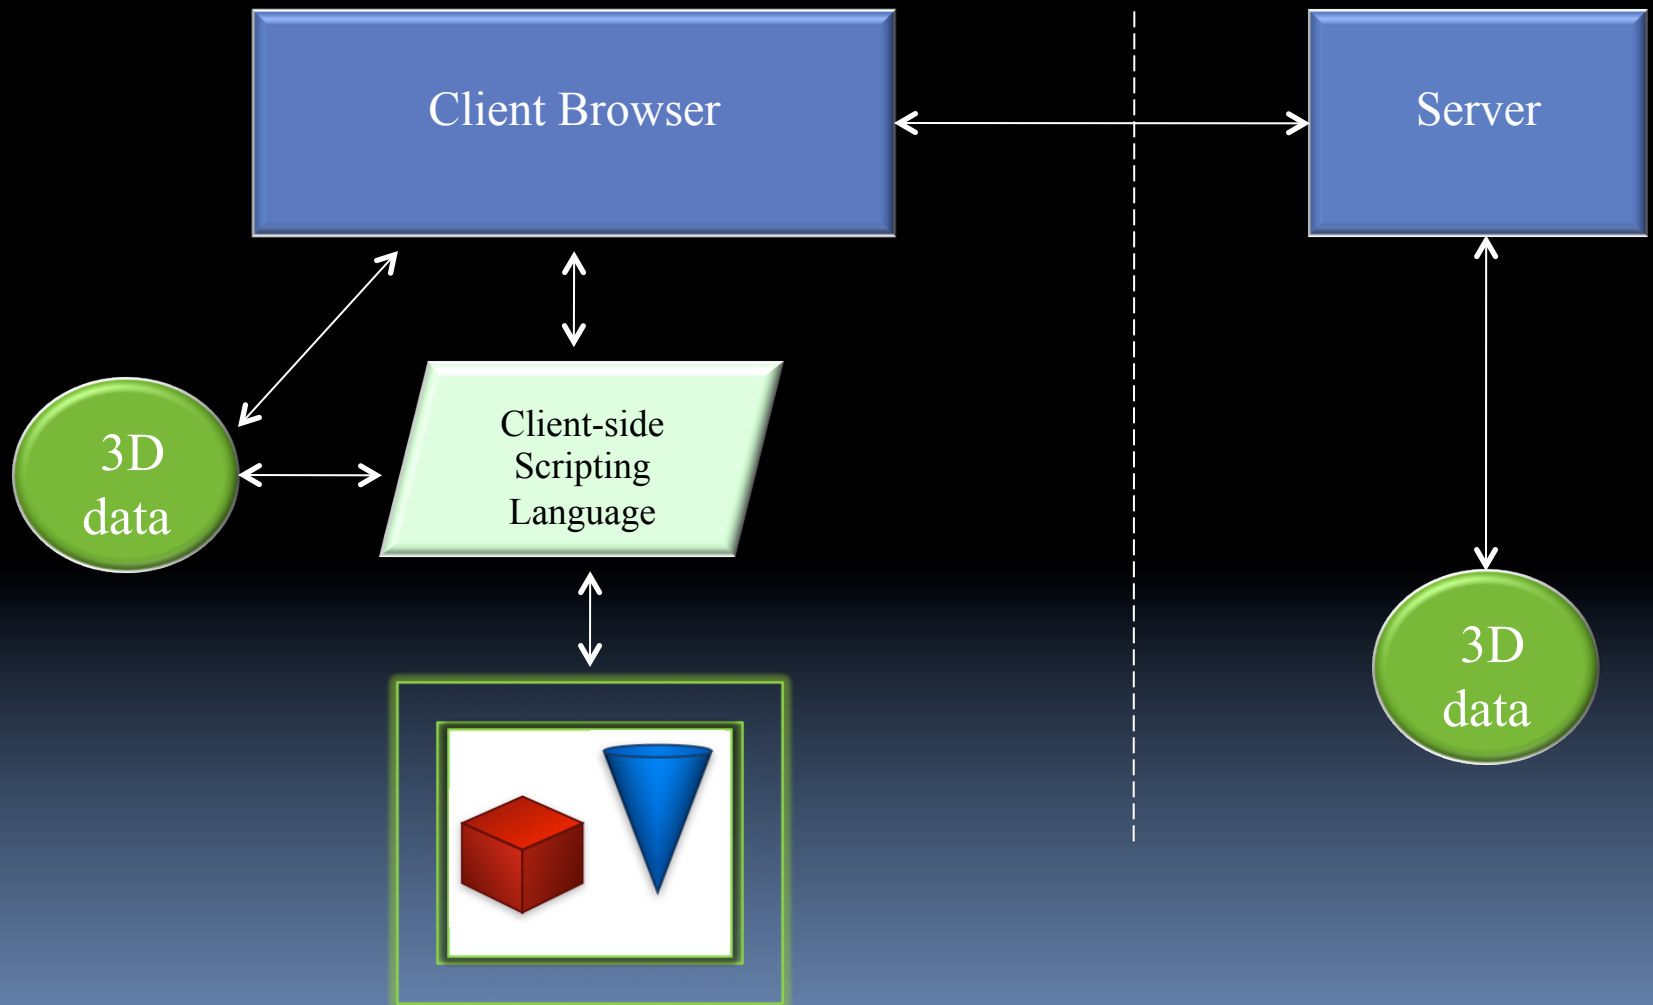 Client Browser
Server
3D
data
Client-side
Scripting
Language
3D
data